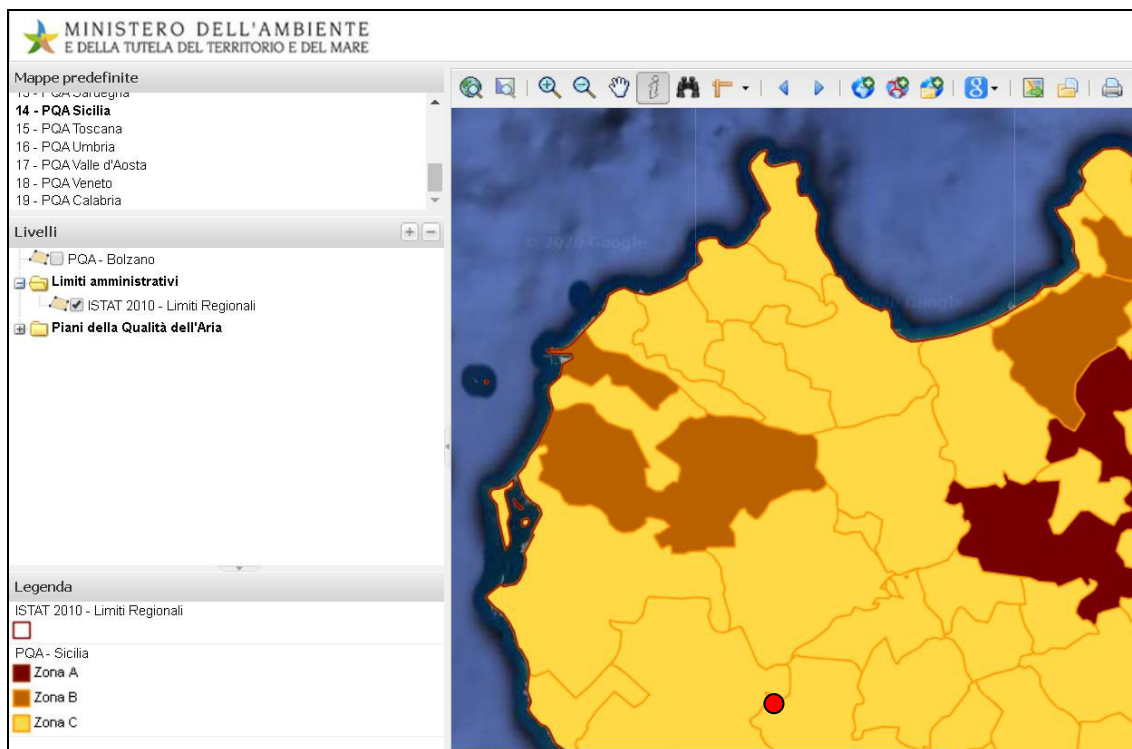 MINISTERO DELL'AMBIENTE
E DELLA TUTELA DEL TERRITORIO E DEL MARE
Mappe predefinite
13 - PQA Sardegna
14 - PQA Sicilia
15 - PQA Toscana
16 - PQA Umbria
17 - PQA Valle d'Aosta
18 - PQA Veneto
19 - PQA Calabria
Livelli
PQA - Bolzano
Limiti amministrativi
ISTAT 2010 - Limiti Regionali
Piani della Qualità dell'Aria
Legenda
ISTAT 2010 - Limiti Regionali
PQA - Sicilia
Zona A
Zona B
Zona C
© 2020 Google
2020 Google